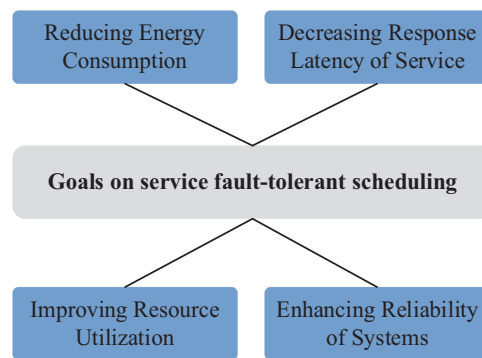 Reducing Energy
Consumption
Decreasing Response
Latency of Service
Goals on service fault-tolerant scheduling
Improving Resource
Utilization
Enhancing Reliability
of Systems